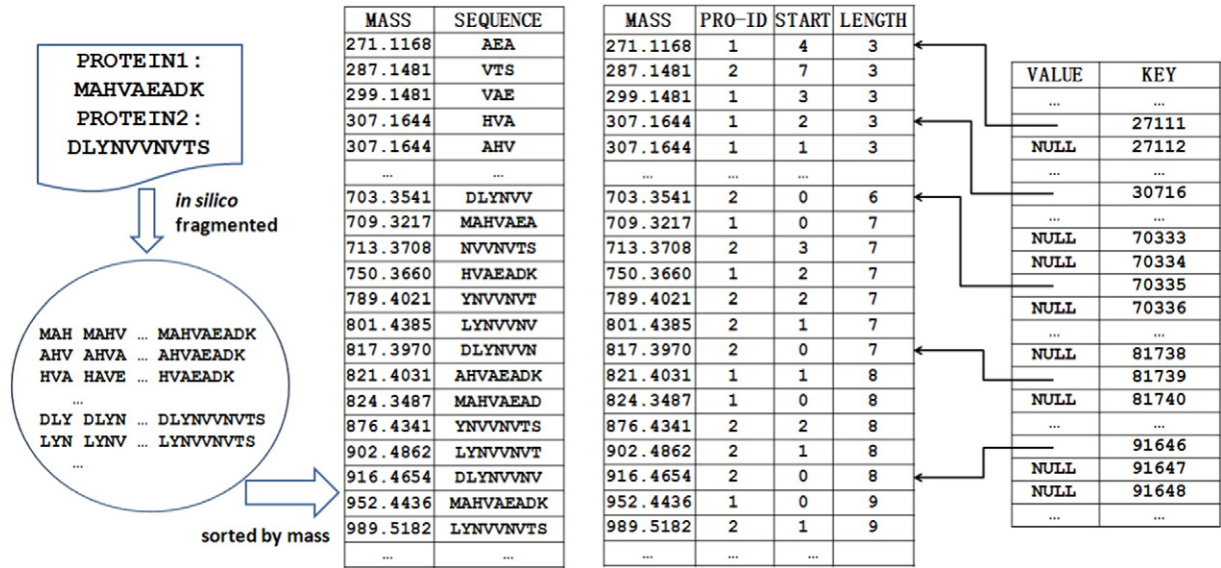 PROTEIN1:
MAHVAEADK
PROTEIN2:
DLYNVVNVTS
in silico
fragmented
MAH MAHV … MAHVAEADK
AHV AHVA … AHVAEADK
HVA HAVE … HVAEADK
…
DLY DLYN … DLYNVVNVTS
LYN LYNV … LYNVVNVTS
…
sorted by mass
MASS SEQUENCE
271.1168 AEA
287.1481 VTS
299.1481 VAE
307.1644 HVA
307.1644 AHV
… …
703.3541 DLYNVV
709.3217 MAHVAEA
713.3708 NVVNVTS
750.3660 HVAEADK
789.4021 YNVVNVT
801.4385 LYNVVNV
817.3970 DLYNVVN
821.4031 AHVAEADK
824.3487 MAHVAEAD
876.4341 YNVVNVTS
902.4862 LYNVVNVT
916.4654 DLYNVVNV
952.4436 MAHVAEADK
989.5182 LYNVVNVTS
… …
MASS PRO-ID START LENGTH
271.1168 1 4 3
287.1481 2 7 3
299.1481 1 3 3
307.1644 1 2 3
307.1644 1 1 3
… … …
703.3541 2 0 6
709.3217 1 0 7
713.3708 2 3 7
750.3660 1 2 7
789.4021 2 2 7
801.4385 2 1 7
817.3970 2 0 7
821.4031 1 1 8
824.3487 1 0 8
876.4341 2 2 8
902.4862 2 1 8
916.4654 2 0 8
952.4436 1 0 9
989.5182 2 1 9
… … …
VALUE KEY
… …
27111
NULL 27112
… …
30716
… …
NULL 70333
NULL 70334
70335
NULL 70336
… …
NULL 81738
81739
NULL 81740
… …
91646
NULL 91647
NULL 91648
… …